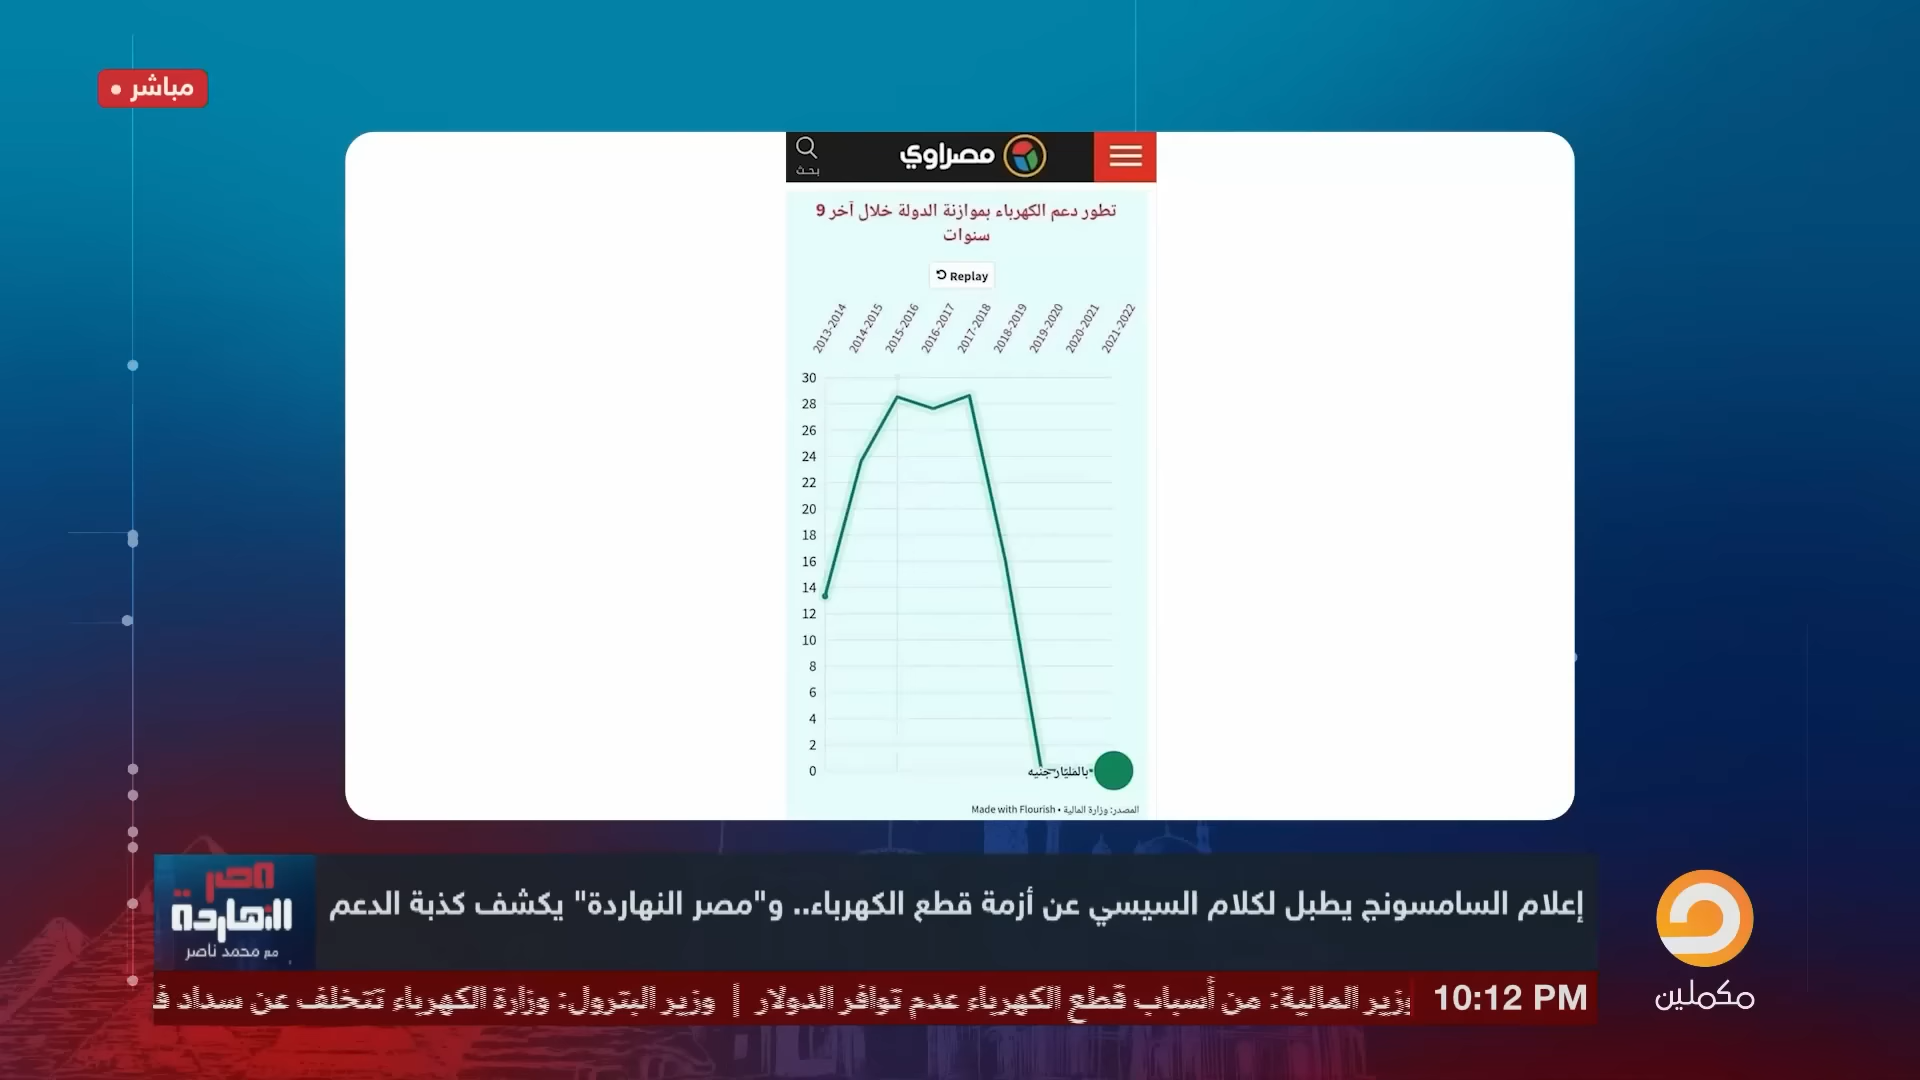 مباشر
مصراوي
بحث
تطور دعم الكهرباء بموازنة الدولة خلال آخر 9
سنوات
Replay
2013-2014
2014-2015
2015-2016
2016-2017
2017-2018
2018-2019
2019-2020
2020-2021
2021-2022
30
28
26
24
22
20
18
16
14
12
10
8
6
4
2
0
بالمليار جنيه
المصدر: وزارة المالية • Made with Flourish
إعلام السامسونج يطبل لكلام السيسي عن أزمة قطع الكهرباء.. و"مصر النهاردة" يكشف كذبة الدعم
مصر
النهاردة
مع محمد ناصر
10:12 PM
وزير المالية: من أسباب قطع الكهرباء عدم توافر الدولار | وزير البترول: وزارة الكهرباء تتخلف عن سداد
مكملين